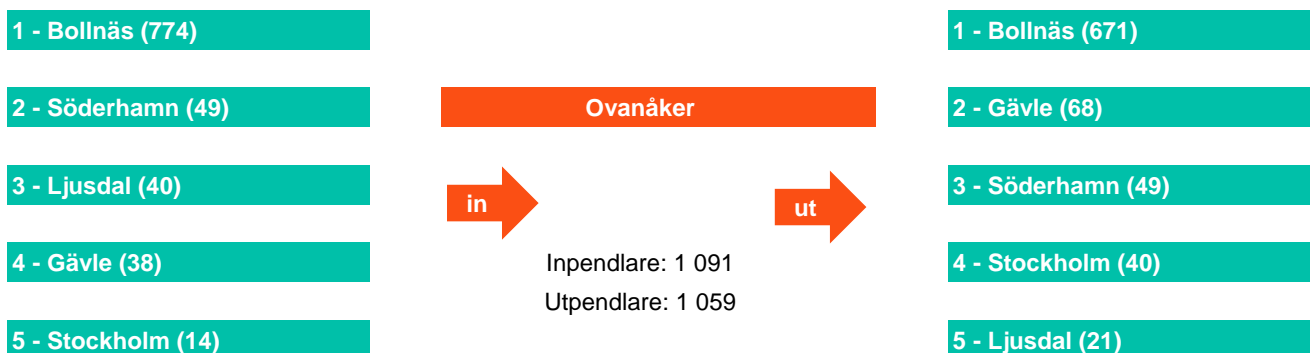 1 - Bollnäs (774)
2 - Söderhamn (49)
3 - Ljusdal (40)
4 - Gävle (38)
5 - Stockholm (14)
Ovanåker
in
ut
Inpendlare: 1 091
Utpendlare: 1 059
1 - Bollnäs (671)
2 - Gävle (68)
3 - Söderhamn (49)
4 - Stockholm (40)
5 - Ljusdal (21)